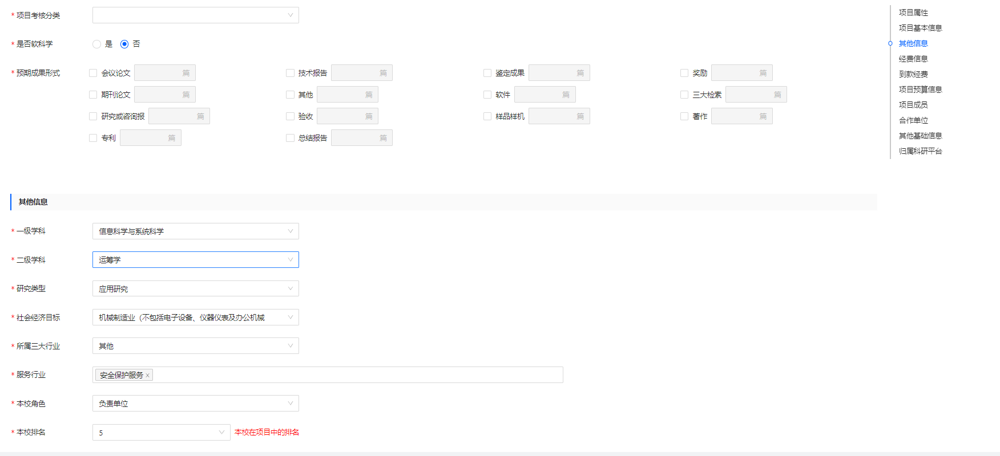 * 项目考核分类
* 是否软科学 是 否
* 预期成果形式 会议论文 篇 技术报告 篇 鉴定成果 篇 奖励 篇
期刊论文 篇 其他 篇 软件 篇 三大检索 篇
研究或咨询报 篇 验收 篇 样品样机 篇 著作 篇
专利 篇 总结报告 篇
其他信息
* 一级学科 信息科学与系统科学
* 二级学科 运筹学
* 研究类型 应用研究
* 社会经济目标 机械制造业（不包括电子设备、仪器仪表及办公机械
* 所属三大行业 其他
* 服务行业 安全保护服务 x
* 本校角色 负责单位
* 本校排名 5 本校在项目中的排名
项目属性
项目基本信息
其他信息
经费信息
到款经费
项目预算信息
项目成员
合作单位
其他基础信息
归属科研平台